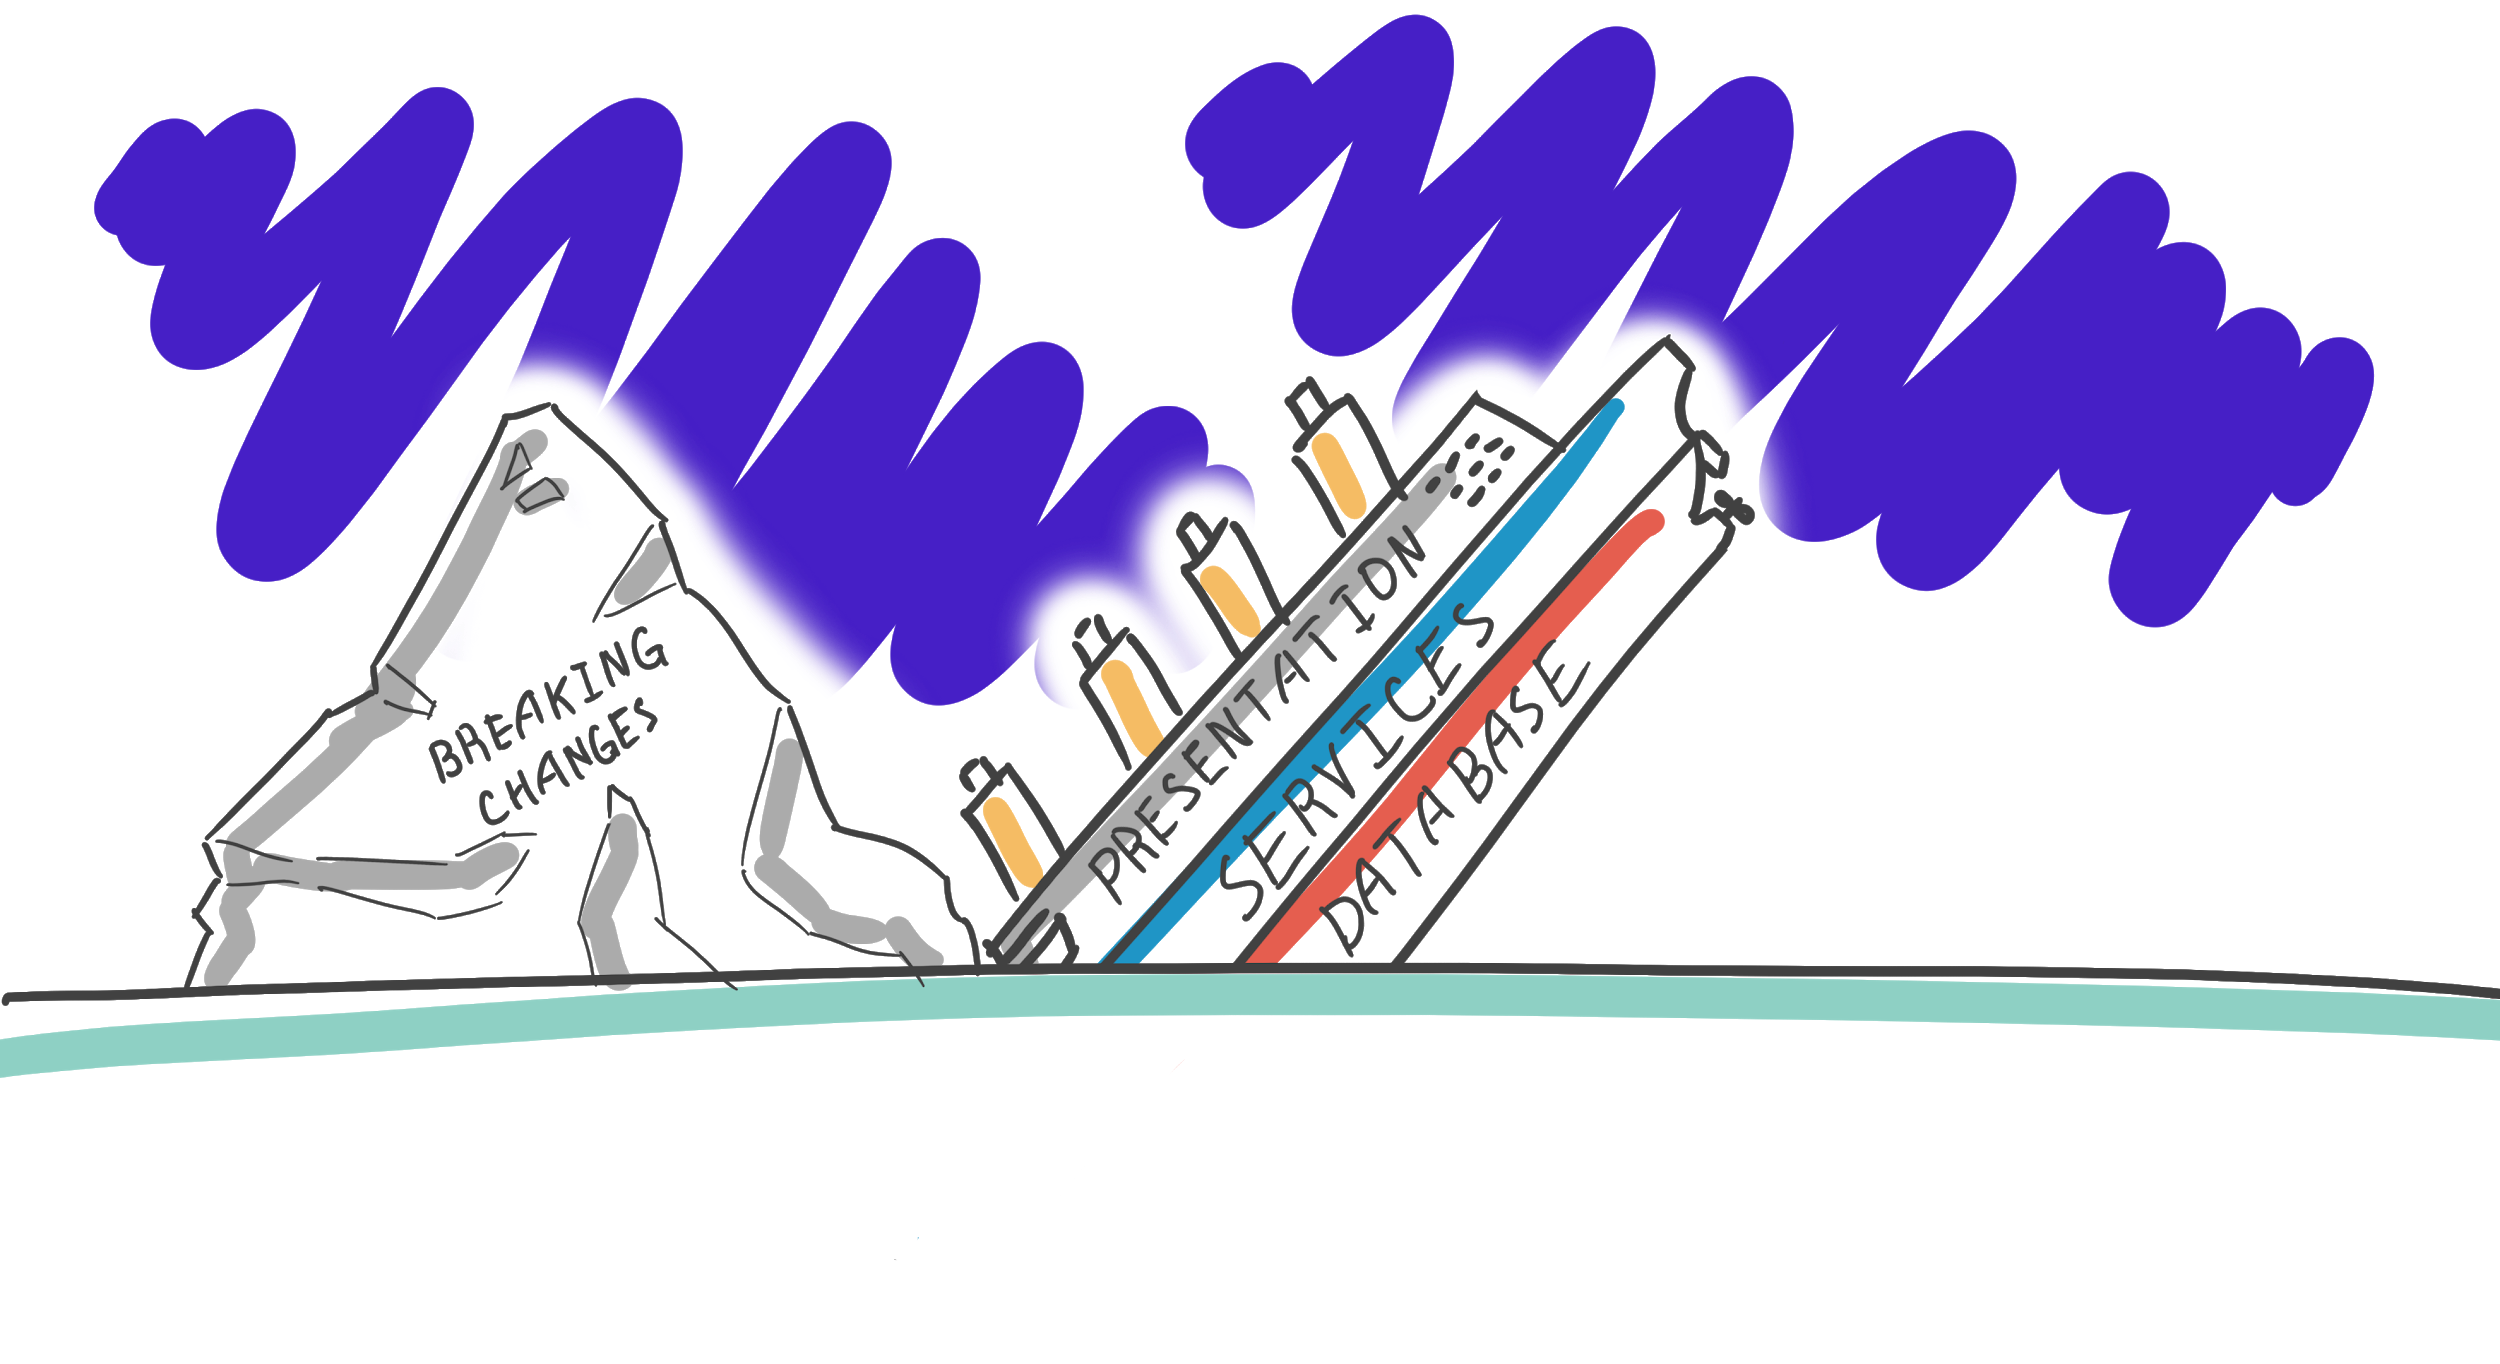 BREAKING
CHANGES
PRESENTATION
SERVICES
DATABASE